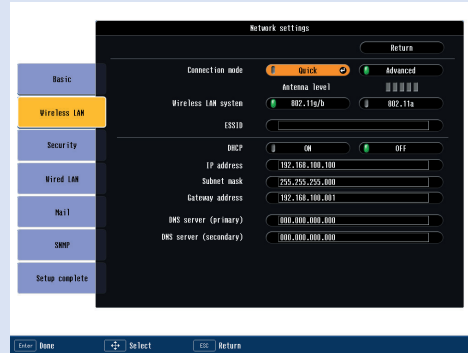 Network settings
Return
Basic
Wireless LAN
Security
Wired LAN
Mail
SNMP
Setup complete
Connection mode Quick Advanced
Antenna level
Wireless LAN system 802.11g/b 802.11a
ESSID
DHCP ON OFF
IP address 192.168.100.100
Subnet mask 255.255.255.000
Gateway address 192.168.100.001
DNS server (primary) 000.000.000.000
DNS server (secondary) 000.000.000.000
Enter Done Select ESC Return